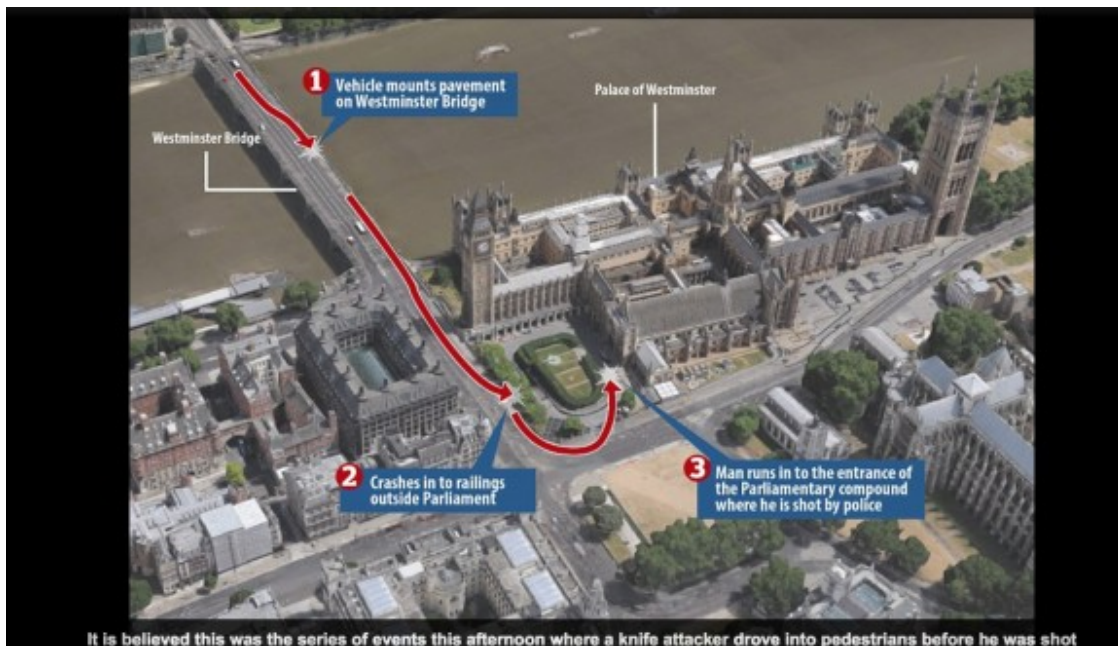 1 Vehicle mounts pavement
on Westminster Bridge
Palace of Westminster
Westminster Bridge
2 Crashes in to railings
outside Parliament
3 Man runs in to the entrance of
the Parliamentary compound
where he is shot by police
It is believed this was the series of events this afternoon where a knife attacker drove into pedestrians before he was shot